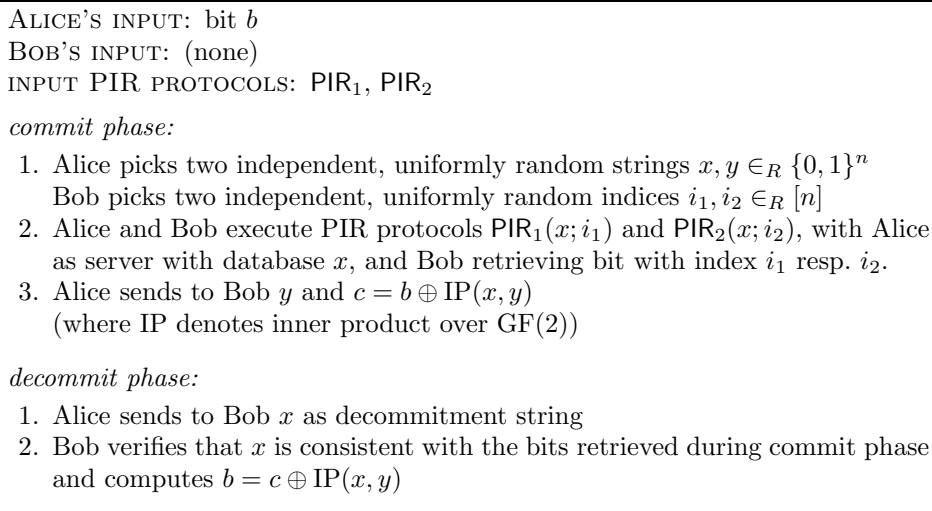 ALICE'S INPUT: bit b
BOB'S INPUT: (none)
INPUT PIR PROTOCOLS: PIR₁, PIR₂
commit phase:
1. Alice picks two independent, uniformly random strings x, y ∈_R {0, 1}ⁿ
Bob picks two independent, uniformly random indices i₁, i₂ ∈_R [n]
2. Alice and Bob execute PIR protocols PIR₁(x; i₁) and PIR₂(x; i₂), with Alice
as server with database x, and Bob retrieving bit with index i₁ resp. i₂.
3. Alice sends to Bob y and c = b ⊕ IP(x, y)
(where IP denotes inner product over GF(2))
decommit phase:
1. Alice sends to Bob x as decommitment string
2. Bob verifies that x is consistent with the bits retrieved during commit phase
and computes b = c ⊕ IP(x, y)